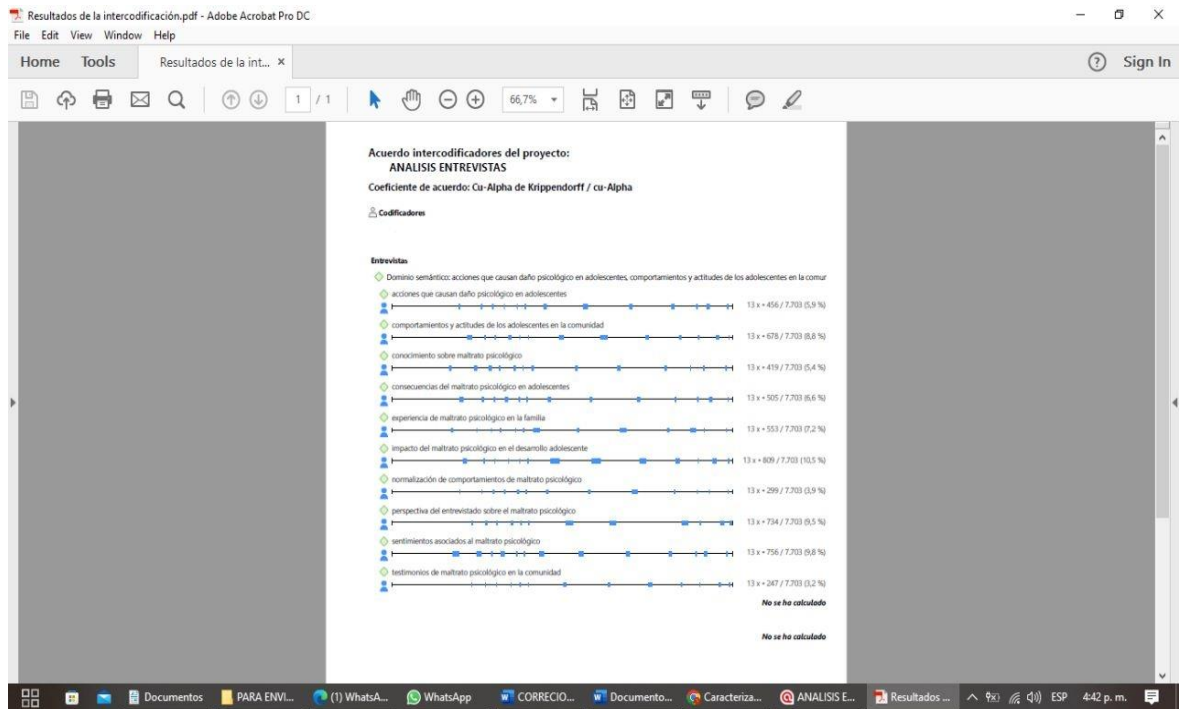 Resultados de la intercodificación.pdf - Adobe Acrobat Pro DC
File Edit View Window Help
Home Tools Resultados de la int... × ? Sign In
1 / 1 66,7%
Acuerdo intercodificadores del proyecto:
ANALISIS ENTREVISTAS
Coeficiente de acuerdo: Cu-Alpha de Krippendorff / cu-Alpha
Codificadores
Entrevistas
Dominio semántico: acciones que causan daño psicológico en adolescentes, comportamientos y actitudes de los adolescentes en la comur
acciones que causan daño psicológico en adolescentes
13 x • 456 / 7.703 (5,9 %)
comportamientos y actitudes de los adolescentes en la comunidad
13 x • 678 / 7.703 (8,8 %)
conocimiento sobre maltrato psicológico
13 x • 419 / 7.703 (5,4 %)
consecuencias del maltrato psicológico en adolescentes
13 x • 505 / 7.703 (6,6 %)
experiencia de maltrato psicológico en la familia
13 x • 553 / 7.703 (7,2 %)
impacto del maltrato psicológico en el desarrollo adolescente
13 x • 809 / 7.703 (10,5 %)
normalización de comportamientos de maltrato psicológico
13 x • 299 / 7.703 (3,9 %)
perspectiva del entrevistado sobre el maltrato psicológico
13 x • 734 / 7.703 (9,5 %)
sentimientos asociados al maltrato psicológico
13 x • 756 / 7.703 (9,8 %)
testimonios de maltrato psicológico en la comunidad
13 x • 247 / 7.703 (3,2 %)
No se ha calculado
No se ha calculado
Documentos PARA ENVI... (1) WhatsA... WhatsApp CORRECIO... Documento... Caracteriza... ANALISIS E... Resultados ... ESP 4:42 p. m.